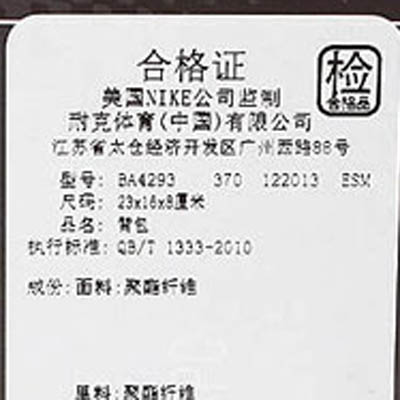 合格证
检
合格品
美国NIKE公司监制
耐克体育(中国)有限公司
江苏省太仓经济开发区广州西路88号
型号: BA4293 370 122013 ESM
尺码: 23x16x8厘米
品名: 背包
执行标准: QB/T 1333-2010
成份: 面料: 聚酯纤维
里料: 聚酯纤维